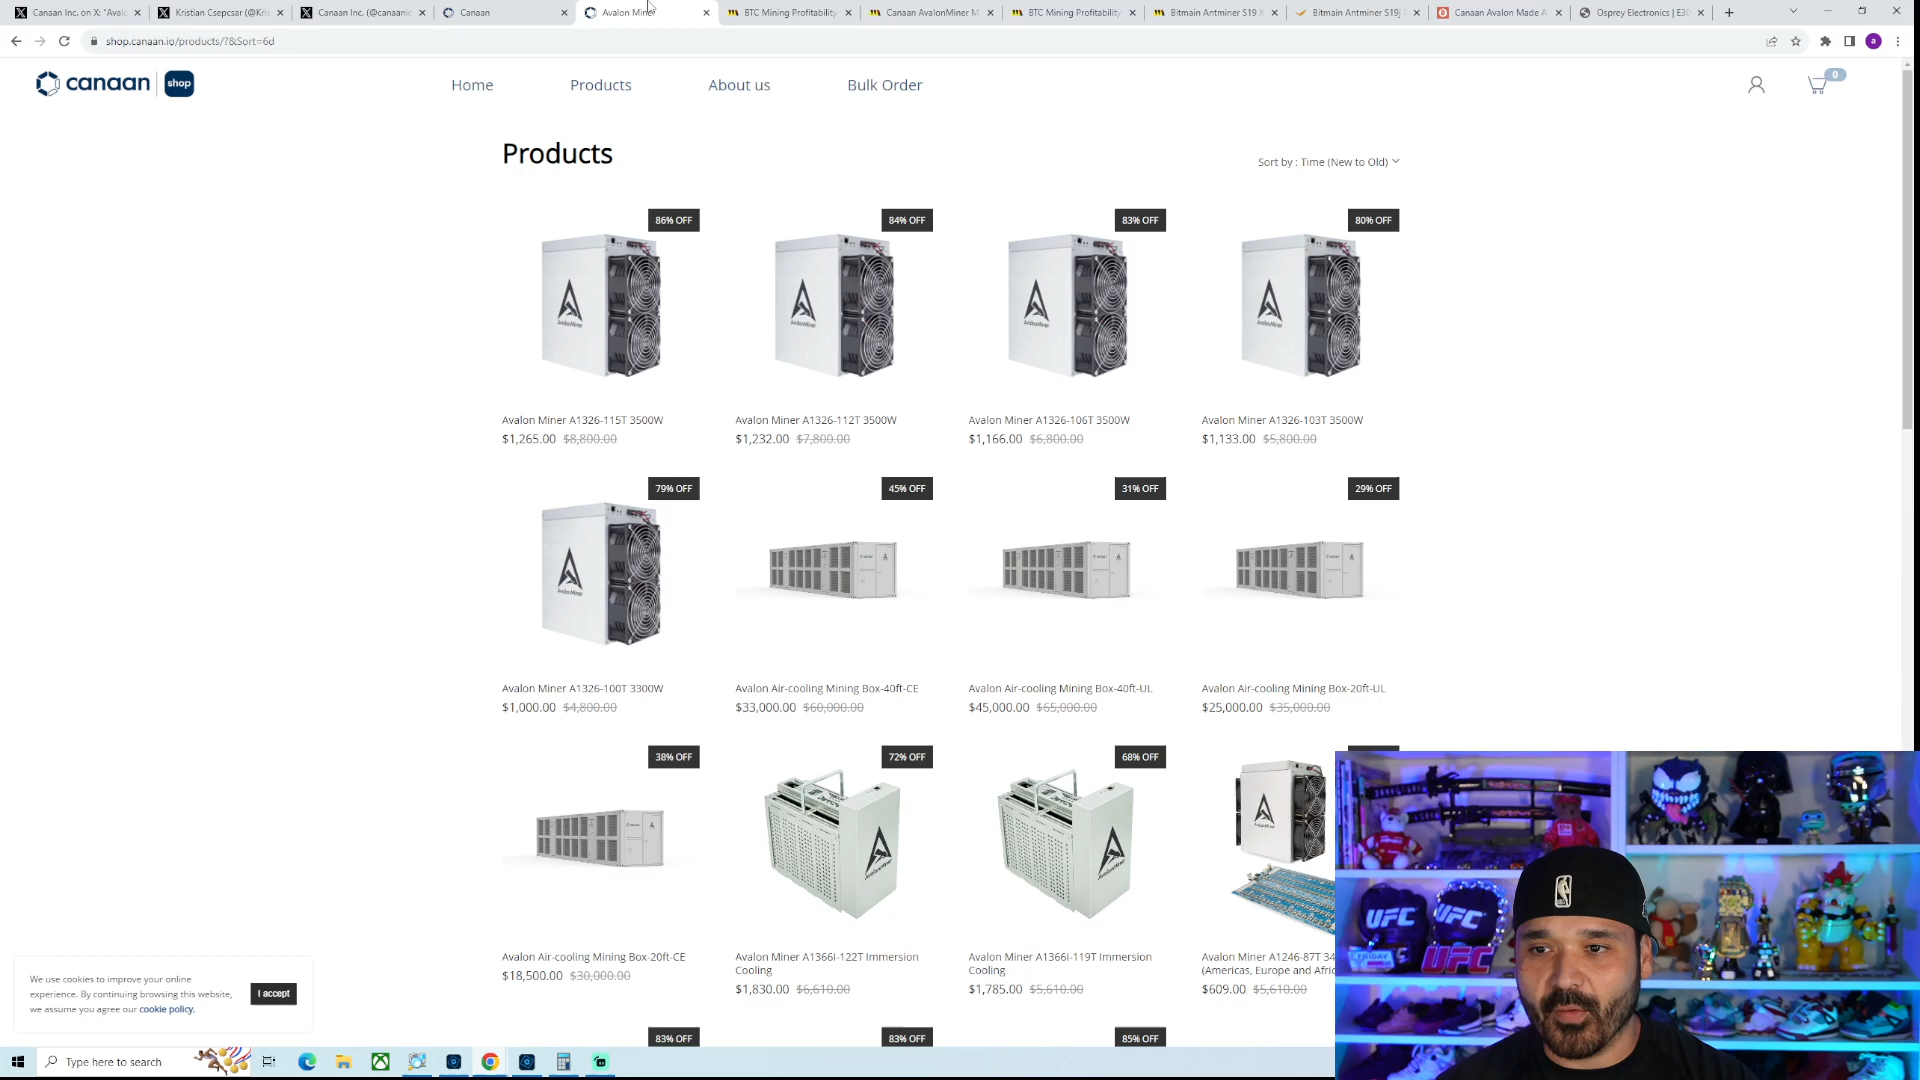 Canaan Inc. on X: "Avalo
Kristian Csepcsar (@Kris
Canaan Inc. (@canaanio
Canaan
Avalon Miner
BTC Mining Profitability
Canaan AvalonMiner M
BTC Mining Profitability
Bitmain Antminer S19 X
Bitmain Antminer S19j
Canaan Avalon Made A
Osprey Electronics | E30
shop.canaan.io/products/?&Sort=6d
a
canaan shop
Home
Products
About us
Bulk Order
0
Products
Sort by : Time (New to Old)
86% OFF
84% OFF
83% OFF
80% OFF
AvalonMiner
AvalonMiner
AvalonMiner
AvalonMiner
Avalon Miner A1326-115T 3500W
$1,265.00 $8,800.00
Avalon Miner A1326-112T 3500W
$1,232.00 $7,800.00
Avalon Miner A1326-106T 3500W
$1,166.00 $6,800.00
Avalon Miner A1326-103T 3500W
$1,133.00 $5,800.00
79% OFF
45% OFF
31% OFF
29% OFF
AvalonMiner
Avalon Miner A1326-100T 3300W
$1,000.00 $4,800.00
Avalon Air-cooling Mining Box-40ft-CE
$33,000.00 $60,000.00
Avalon Air-cooling Mining Box-40ft-UL
$45,000.00 $65,000.00
Avalon Air-cooling Mining Box-20ft-UL
$25,000.00 $35,000.00
38% OFF
72% OFF
68% OFF
Avalon Air-cooling Mining Box-20ft-CE
$18,500.00 $30,000.00
Avalon Miner A1366I-122T Immersion
Cooling
$1,830.00 $6,610.00
Avalon Miner A1366I-119T Immersion
Cooling
$1,785.00 $5,610.00
Avalon Miner A1246-87T 34
(Americas, Europe and Afri
$609.00 $5,610.00
83% OFF
83% OFF
85% OFF
We use cookies to improve your online
experience. By continuing browsing this website,
we assume you agree our cookie policy.
I accept
UFC
UFC
UFC
FRIDAY
NBA
Type here to search